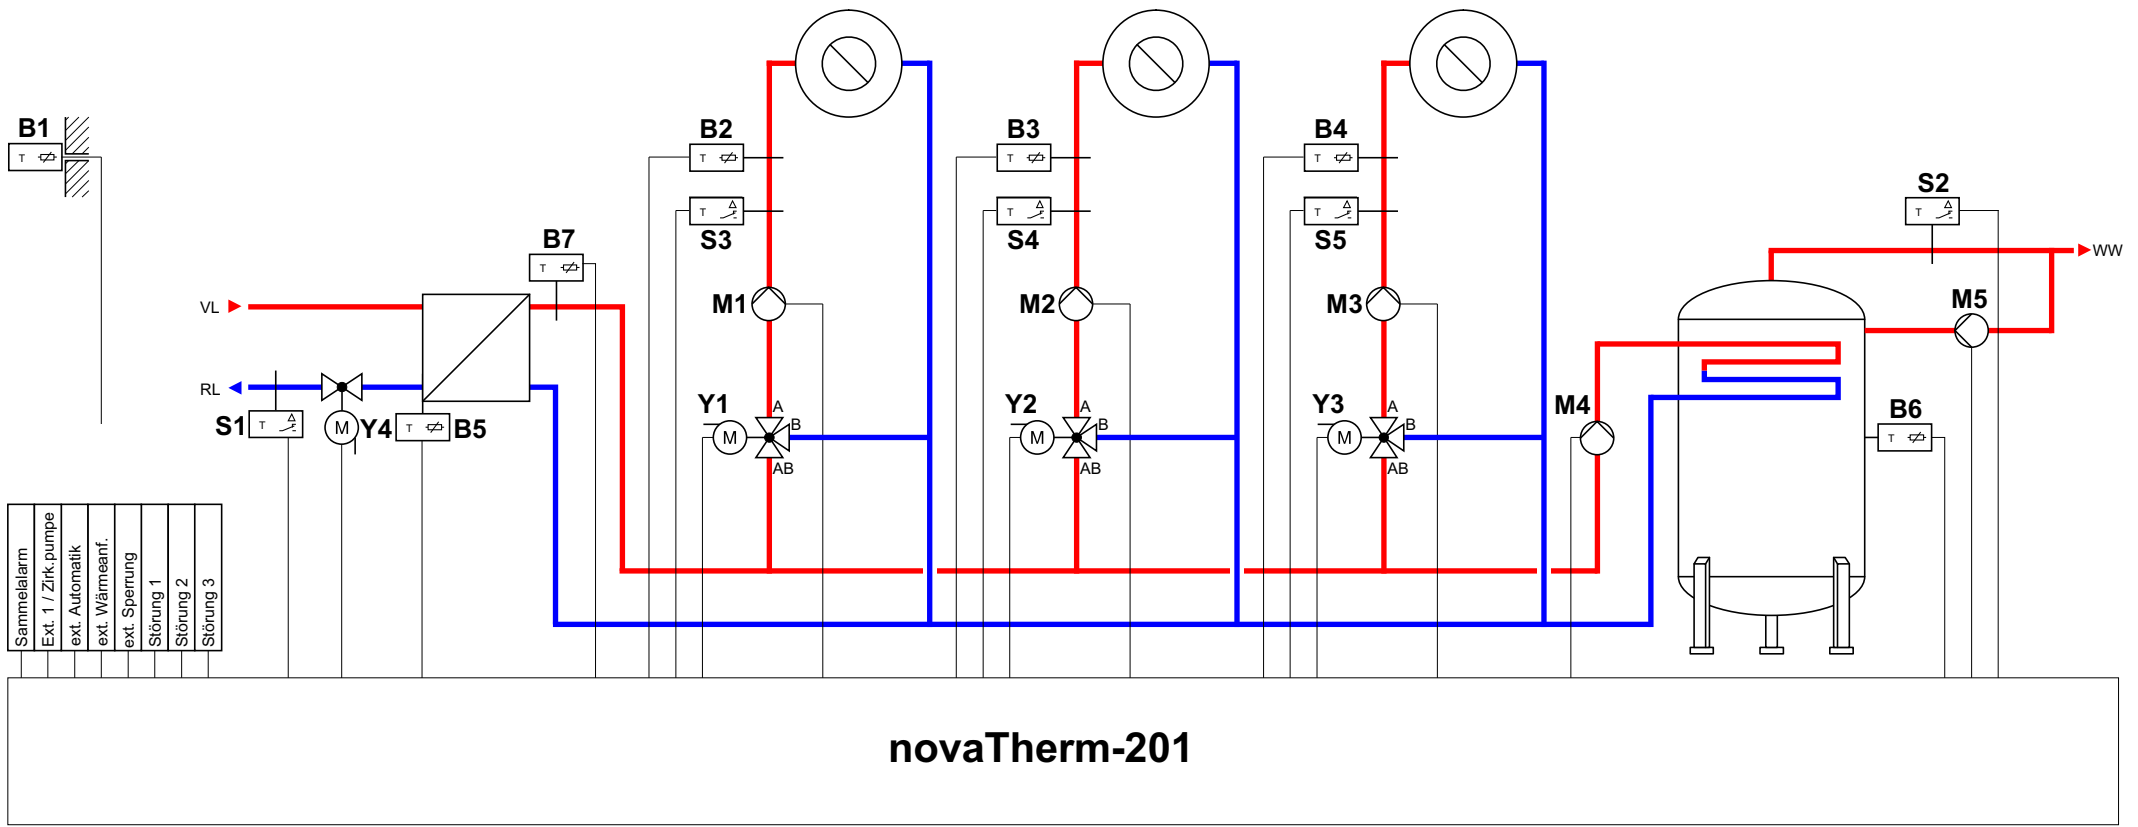 B1
T
B2
T
B3
T
B4
T
S2
T
T
S3
T
S4
T
S5
B7
T
WW
VL
M1
M2
M3
M5
RL
S1
T
M
Y4
T
B5
Y1
A
B
M
AB
Y2
A
B
M
AB
Y3
A
B
M
AB
M4
B6
T
Sammelalarm
Ext. 1 / Zirk.pumpe
ext. Automatik
ext. Wärmeanf.
ext. Sperrung
Störung 1
Störung 2
Störung 3
novaTherm-201